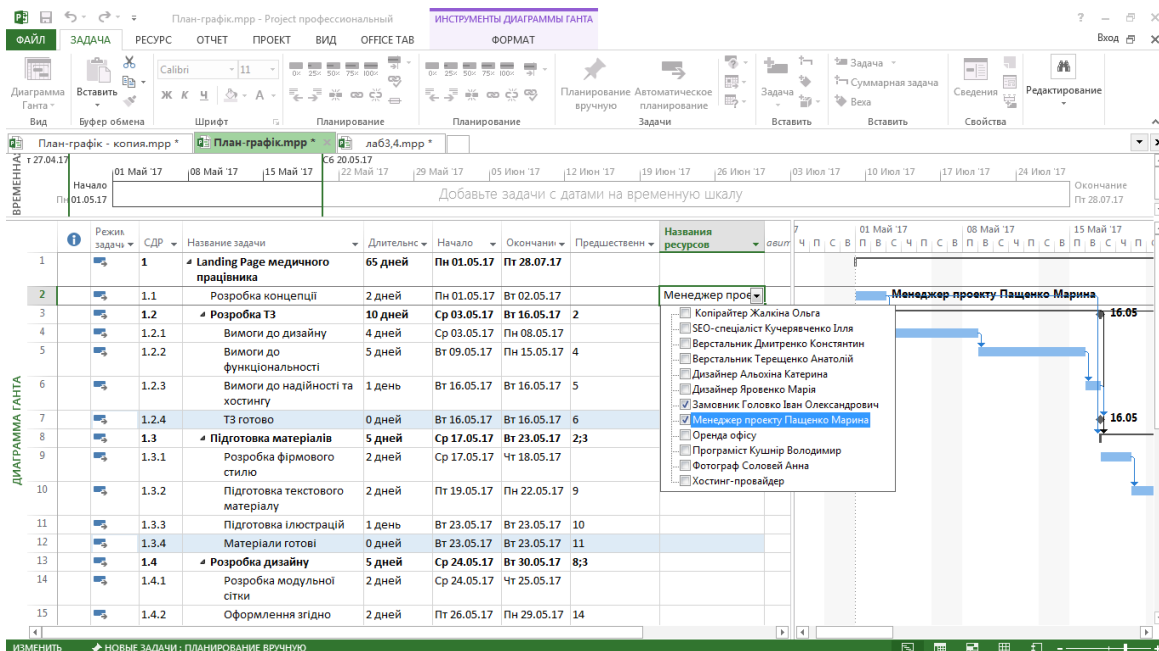 План-графік.mpp - Project профессиональный
ИНСТРУМЕНТЫ ДИАГРАММЫ ГАНТА
ФАЙЛ ЗАДАЧА РЕСУРС ОТЧЕТ ПРОЕКТ ВИД OFFICE TAB ФОРМАТ Вход
Calibri 11
Диаграмма Ганта
Вставить
Ж К Ч
Планирование вручную
Автоматическое планирование
Задача
Задача
Суммарная задача
Веха
Сведения
Редактирование
Вид Буфер обмена Шрифт Планирование Планирование Задачи Вставить Вставить Свойства
План-графік - копия.mpp * План-графік.mpp * лаб3,4.mpp *
ВРЕМЕННА
т 27.04.17 Сб 20.05.17
01 Май '17 08 Май '17 15 Май '17 22 Май '17 29 Май '17 05 Июн '17 12 Июн '17 19 Июн '17 26 Июн '17 03 Июл '17 10 Июл '17 17 Июл '17 24 Июл '17
Начало
Пн 01.05.17
Добавьте задачи с датами на временную шкалу
Окончание
Пт 28.07.17
ДИАГРАММА ГАНТА
Режим задачи СДР Название задачи Длительнс Начало Окончани Предшественн Названия ресурсов
01 Май '17 08 Май '17 15 Май '17
Ч П С В П В С Ч П С В П В С Ч П С В П В С Ч П
1 1 Landing Page медичного працівника 65 дней Пн 01.05.17 Пт 28.07.17
2 1.1 Розробка концепції 2 дней Пн 01.05.17 Вт 02.05.17 Менеджер прое
Менеджер проекту Пащенко Марина
3 1.2 Розробка ТЗ 10 дней Ср 03.05.17 Вт 16.05.17 2
16.05
4 1.2.1 Вимоги до дизайну 4 дней Ср 03.05.17 Пн 08.05.17
5 1.2.2 Вимоги до функціональності 5 дней Вт 09.05.17 Пн 15.05.17 4
6 1.2.3 Вимоги до надійності та хостингу 1 день Вт 16.05.17 Вт 16.05.17 5
7 1.2.4 ТЗ готово 0 дней Вт 16.05.17 Вт 16.05.17 6
16.05
8 1.3 Підготовка матеріалів 5 дней Ср 17.05.17 Вт 23.05.17 2;3
9 1.3.1 Розробка фірмового стилю 2 дней Ср 17.05.17 Чт 18.05.17
10 1.3.2 Підготовка текстового матеріалу 2 дней Пт 19.05.17 Пн 22.05.17 9
11 1.3.3 Підготовка ілюстрацій 1 день Вт 23.05.17 Вт 23.05.17 10
12 1.3.4 Матеріали готові 0 дней Вт 23.05.17 Вт 23.05.17 11
13 1.4 Розробка дизайну 5 дней Ср 24.05.17 Вт 30.05.17 8;3
14 1.4.1 Розробка модульної сітки 2 дней Ср 24.05.17 Чт 25.05.17
15 1.4.2 Оформлення згідно 2 дней Пт 26.05.17 Пн 29.05.17 14
Копірайтер Жалкіна Ольга
SEO-спеціаліст Кучерявченко Ілля
Верстальник Дмитренко Констянтин
Верстальник Терещенко Анатолій
Дизайнер Альохіна Катерина
Дизайнер Яровенко Марія
Замовник Головко Іван Олександрович
Менеджер проекту Пащенко Марина
Оренда офісу
Програміст Кушнір Володимир
Фотограф Соловей Анна
Хостинг-провайдер
ИЗМЕНИТЬ НОВЫЕ ЗАДАЧИ : ПЛАНИРОВАНИЕ ВРУЧНУЮ